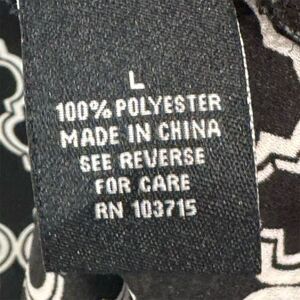 L
100% POLYESTER
MADE IN CHINA
SEE REVERSE
FOR CARE
RN 103715